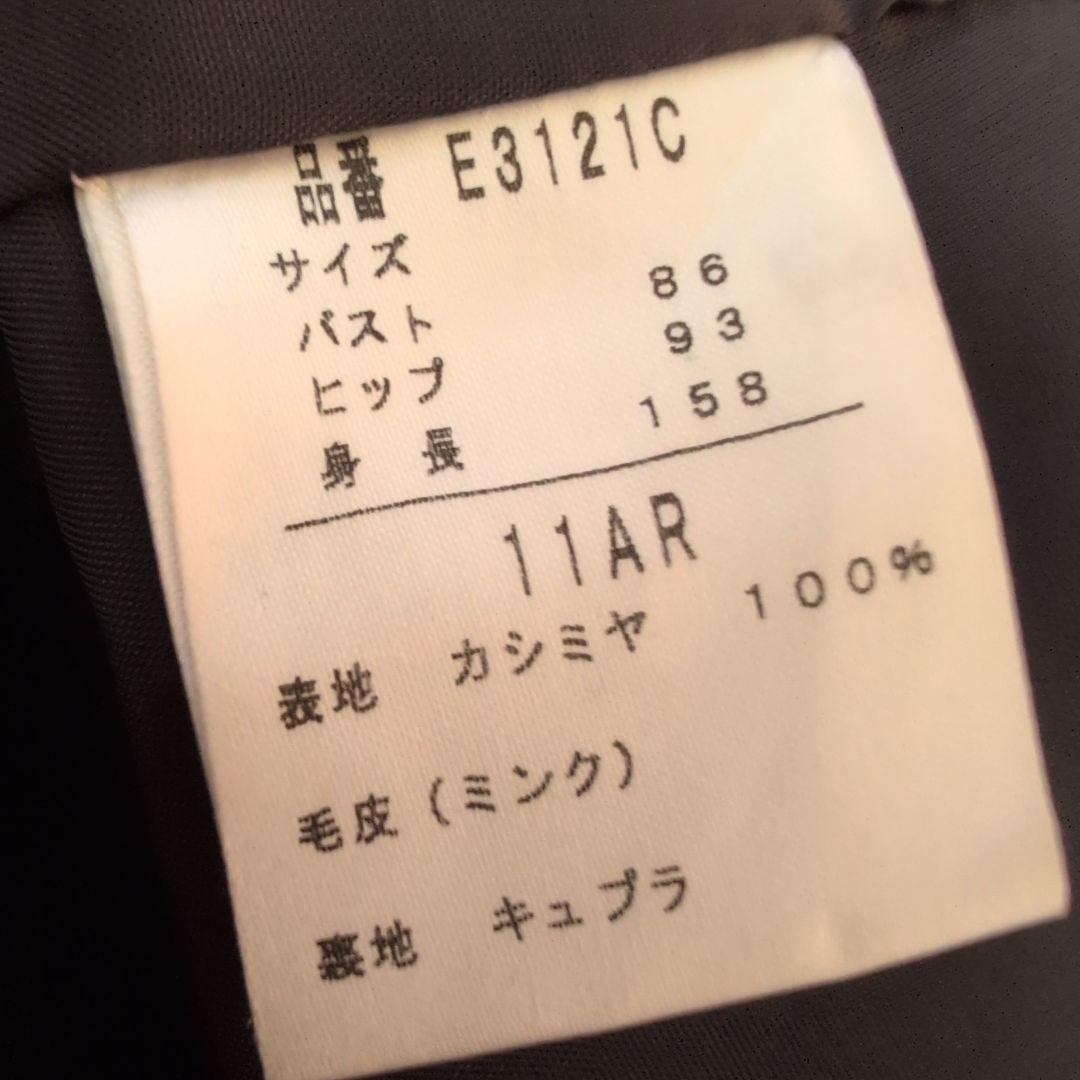 品番 E3121C
サイズ
バスト 86
ヒップ 93
身長 158
11AR
表地 カシミヤ 100%
毛皮(ミンク)
裏地 キュプラ